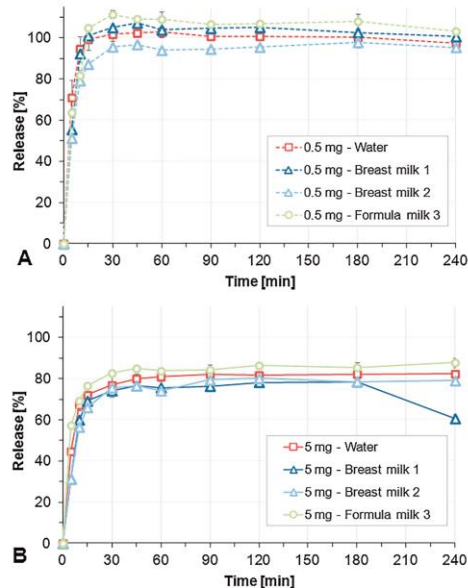 100
80
60
40
20
0
Release [%]
0.5 mg - Water
0.5 mg - Breast milk 1
0.5 mg - Breast milk 2
0.5 mg - Formula milk 3
0 30 60 90 120 150 180 210 240
A
Time [min]
100
80
60
40
20
0
Release [%]
5 mg - Water
5 mg - Breast milk 1
5 mg - Breast milk 2
5 mg - Formula milk 3
0 30 60 90 120 150 180 210 240
B
Time [min]